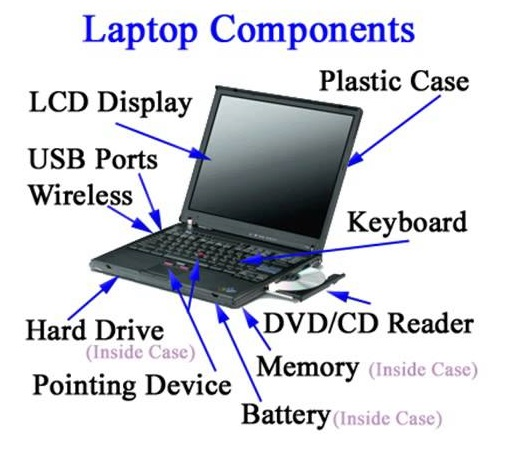 Laptop Components
Plastic Case
LCD Display
USB Ports
Wireless
Keyboard
Hard Drive
(Inside Case)
DVD/CD Reader
Memory (Inside Case)
Pointing Device
Battery (Inside Case)